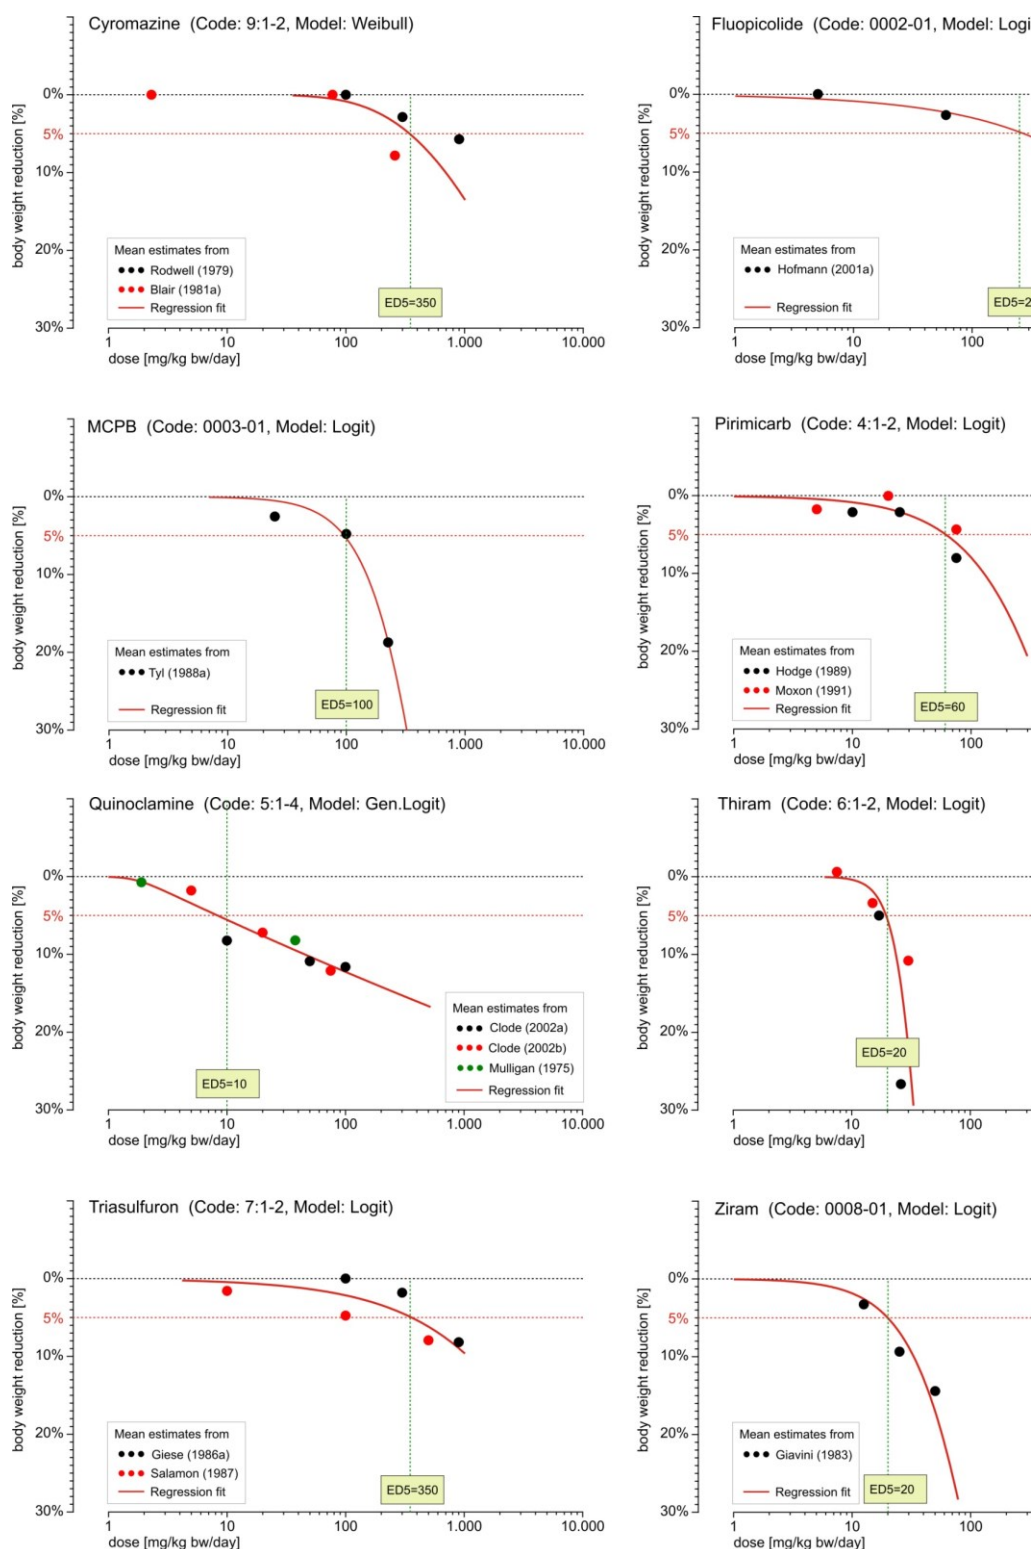 Cyromazine (Code: 9:1-2, Model: Weibull)
body weight reduction [%]
0%
5%
10%
20%
30%
Mean estimates from
Rodwell (1979)
Blair (1981a)
Regression fit
ED5=350
1 10 100 1.000 10.000
dose [mg/kg bw/day]
Fluopicolide (Code: 0002-01, Model: Logi
body weight reduction [%]
0%
5%
10%
20%
30%
Mean estimates from
Hofmann (2001a)
Regression fit
ED5=2
1 10 100
dose [mg/kg bw/day]
MCPB (Code: 0003-01, Model: Logit)
body weight reduction [%]
0%
5%
10%
20%
30%
Mean estimates from
Tyl (1988a)
Regression fit
ED5=100
1 10 100 1.000 10.000
dose [mg/kg bw/day]
Pirimicarb (Code: 4:1-2, Model: Logit)
body weight reduction [%]
0%
5%
10%
20%
30%
Mean estimates from
Hodge (1989)
Moxon (1991)
Regression fit
ED5=60
1 10 100
dose [mg/kg bw/day]
Quinoclamine (Code: 5:1-4, Model: Gen.Logit)
body weight reduction [%]
0%
5%
10%
20%
30%
Mean estimates from
Clode (2002a)
Clode (2002b)
Mulligan (1975)
Regression fit
ED5=10
1 10 100 1.000 10.000
dose [mg/kg bw/day]
Thiram (Code: 6:1-2, Model: Logit)
body weight reduction [%]
0%
5%
10%
20%
30%
ED5=20
1 10 100
dose [mg/kg bw/day]
Triasulfuron (Code: 7:1-2, Model: Logit)
body weight reduction [%]
0%
5%
10%
20%
30%
Mean estimates from
Giese (1986a)
Salamon (1987)
Regression fit
ED5=350
1 10 100 1.000 10.000
dose [mg/kg bw/day]
Ziram (Code: 0008-01, Model: Logit)
body weight reduction [%]
0%
5%
10%
20%
30%
Mean estimates from
Giavini (1983)
Regression fit
ED5=20
1 10 100
dose [mg/kg bw/day]